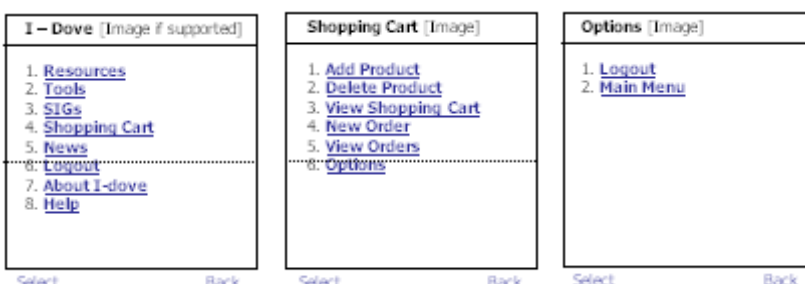 I – Dove [Image if supported]
1. Resources
2. Tools
3. SIGs
4. Shopping Cart
5. News
6. Logout
7. About I-dove
8. Help
Select Back
Shopping Cart [Image]
1. Add Product
2. Delete Product
3. View Shopping Cart
4. New Order
5. View Orders
6. Options
Select Back
Options [Image]
1. Logout
2. Main Menu
Select Back